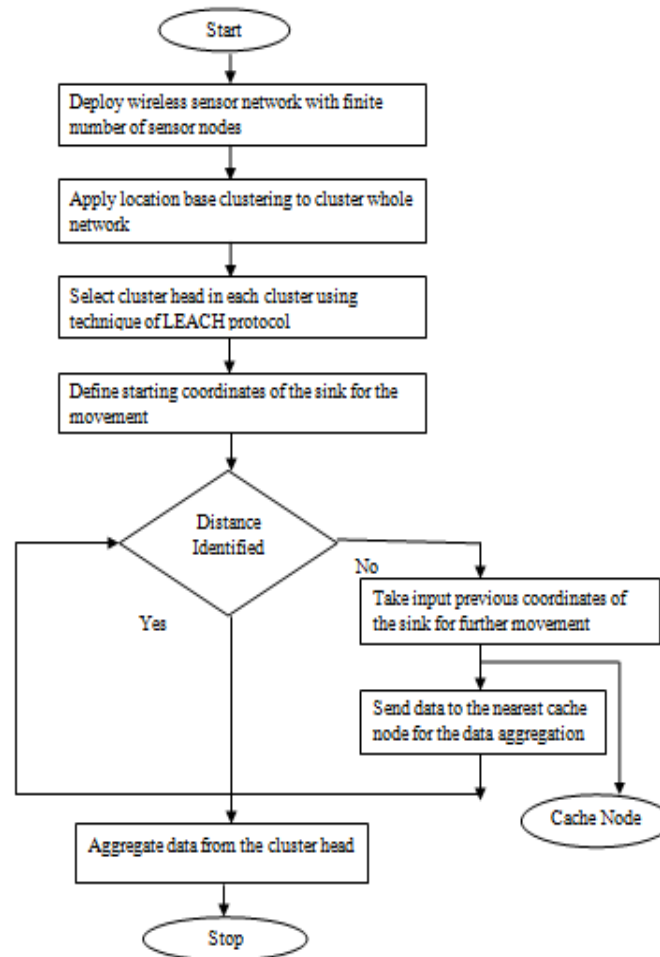 Start
Deploy wireless sensor network with finite
number of sensor nodes
Apply location base clustering to cluster whole
network
Select cluster head in each cluster using
technique of LEACH protocol
Define starting coordinates of the sink for the
movement
Distance
Identified
No
Yes
Take input previous coordinates of
the sink for further movement
Send data to the nearest cache
node for the data aggregation
Cache Node
Aggregate data from the cluster head
Stop